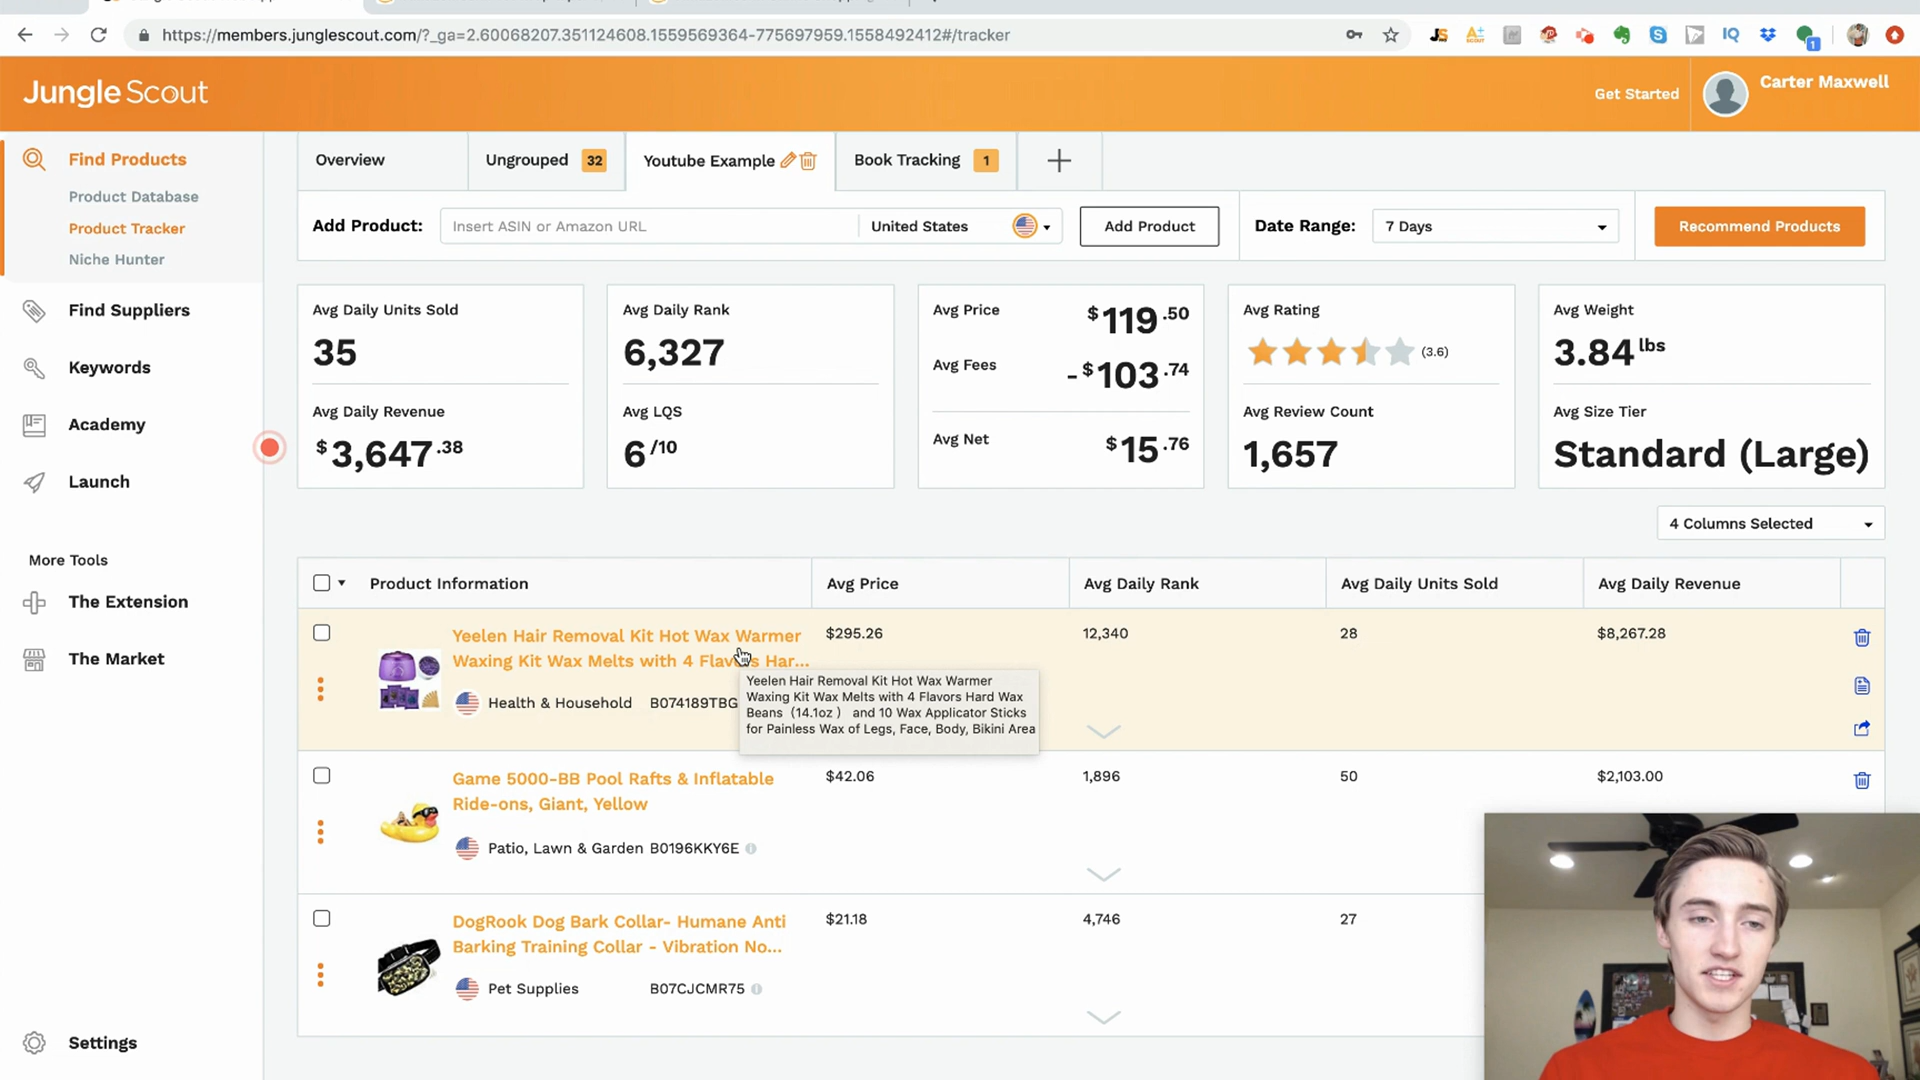 https://members.junglescout.com/?_ga=2.60068207.351124608.1559569364-775697959.1558492412#/tracker
Jungle Scout
Get Started
Carter Maxwell
Find Products
Product Database
Product Tracker
Niche Hunter
Find Suppliers
Keywords
Academy
Launch
More Tools
The Extension
The Market
Settings
Overview
Ungrouped 32
Youtube Example
Book Tracking 1
Add Product:
Insert ASIN or Amazon URL
United States
Add Product
Date Range:
7 Days
Recommend Products
Avg Daily Units Sold
35
Avg Daily Revenue
$3,647.38
Avg Daily Rank
6,327
Avg LQS
6/10
Avg Price $119.50
Avg Fees -$103.74
Avg Net $15.76
Avg Rating
(3.6)
Avg Review Count
1,657
Avg Weight
3.84 lbs
Avg Size Tier
Standard (Large)
4 Columns Selected
Product Information Avg Price Avg Daily Rank Avg Daily Units Sold Avg Daily Revenue
Yeelen Hair Removal Kit Hot Wax Warmer
Waxing Kit Wax Melts with 4 Flavors Har...
Health & Household B074189TBG
$295.26 12,340 28 $8,267.28
Yeelen Hair Removal Kit Hot Wax Warmer
Waxing Kit Wax Melts with 4 Flavors Hard Wax
Beans (14.1oz ) and 10 Wax Applicator Sticks
for Painless Wax of Legs, Face, Body, Bikini Area
Game 5000-BB Pool Rafts & Inflatable
Ride-ons, Giant, Yellow
Patio, Lawn & Garden B0196KKY6E
$42.06 1,896 50 $2,103.00
DogRook Dog Bark Collar- Humane Anti
Barking Training Collar - Vibration No...
Pet Supplies B07CJCMR75
$21.18 4,746 27